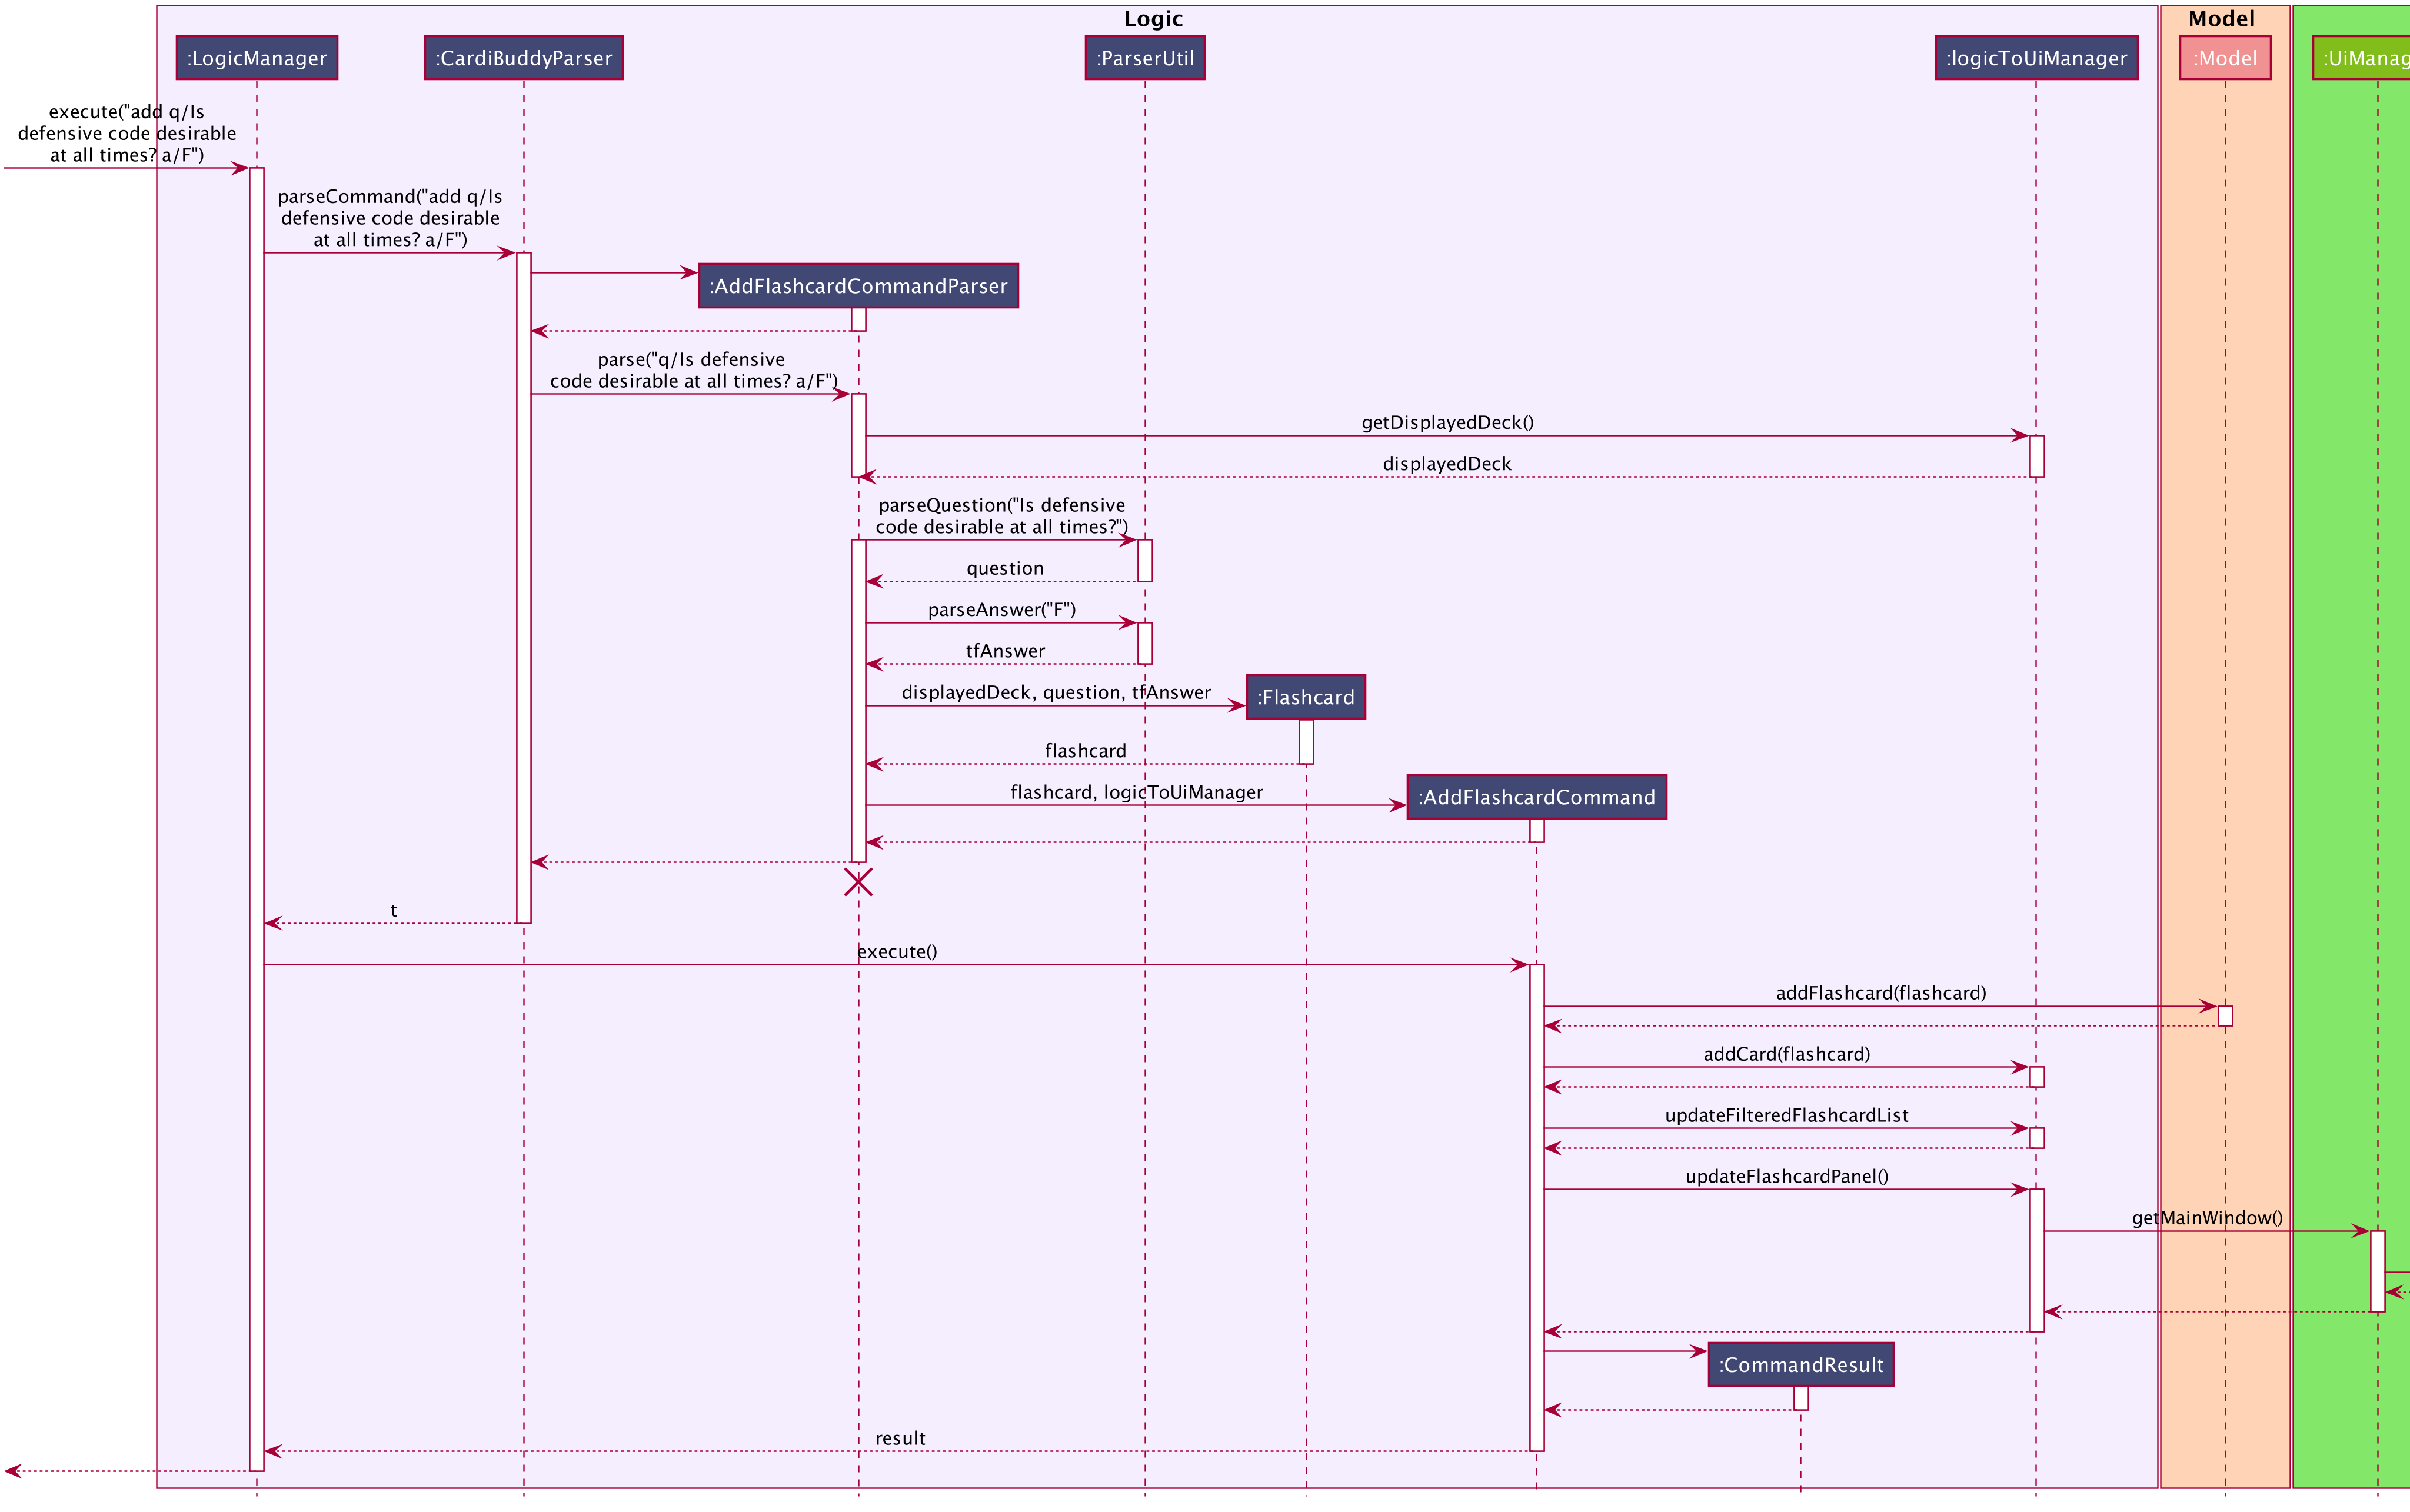 Logic
Model
:LogicManager
:CardiBuddyParser
:ParserUtil
:logicToUiManager
:Model
:UiManag
execute("add q/Is
defensive code desirable
at all times? a/F")
parseCommand("add q/Is
defensive code desirable
at all times? a/F")
:AddFlashcardCommandParser
parse("q/Is defensive
code desirable at all times? a/F")
getDisplayedDeck()
displayedDeck
parseQuestion("Is defensive
code desirable at all times?")
question
parseAnswer("F")
tfAnswer
displayedDeck, question, tfAnswer
:Flashcard
flashcard
flashcard, logicToUiManager
:AddFlashcardCommand
t
execute()
addFlashcard(flashcard)
addCard(flashcard)
updateFilteredFlashcardList
updateFlashcardPanel()
getMainWindow()
:CommandResult
result